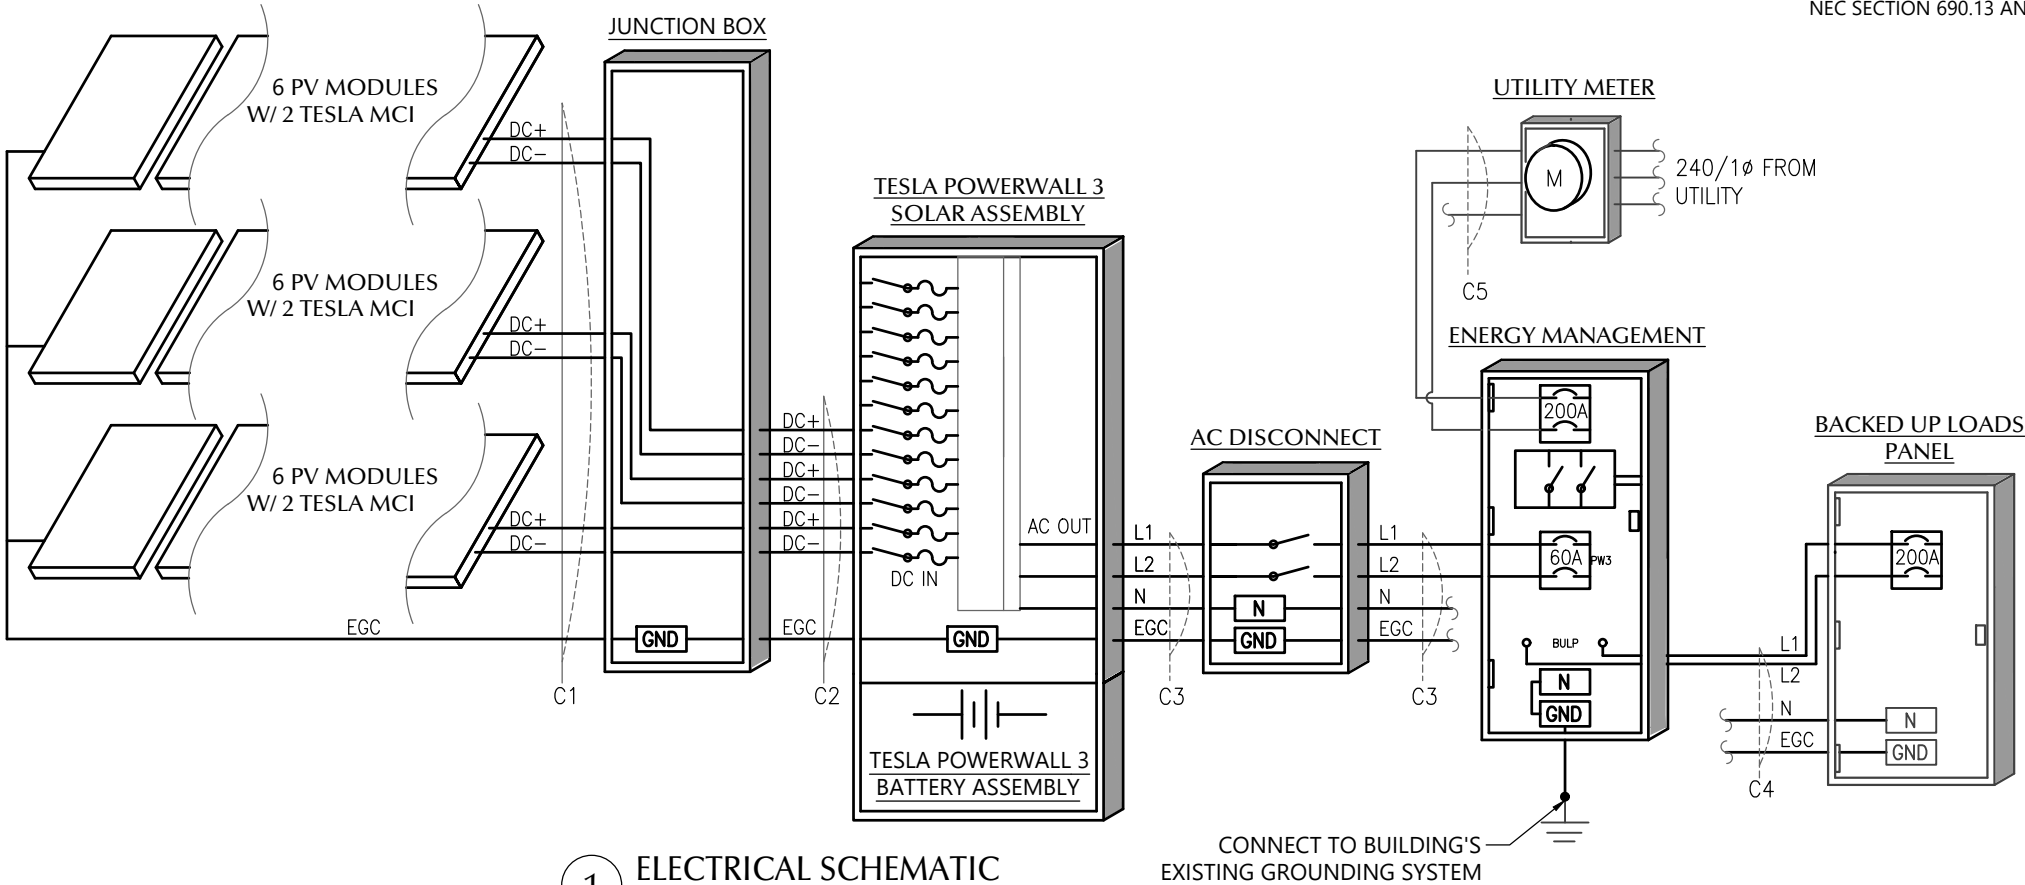 NEC SECTION 690.13 AN
JUNCTION BOX
6 PV MODULES
W/ 2 TESLA MCI
DC+
DC-
6 PV MODULES
W/ 2 TESLA MCI
DC+
DC-
6 PV MODULES
W/ 2 TESLA MCI
DC+
DC-
EGC
GND
C1
DC+
DC-
DC+
DC-
DC+
DC-
EGC
C2
TESLA POWERWALL 3
SOLAR ASSEMBLY
AC OUT
DC IN
GND
TESLA POWERWALL 3
BATTERY ASSEMBLY
L1
L2
N
EGC
C3
AC DISCONNECT
N
GND
L1
L2
N
EGC
C3
UTILITY METER
M
240/1ø FROM
UTILITY
C5
ENERGY MANAGEMENT
200A
60A PW3
BULP
N
GND
L1
L2
N
EGC
C4
BACKED UP LOADS
PANEL
200A
N
GND
CONNECT TO BUILDING'S
EXISTING GROUNDING SYSTEM
1 ELECTRICAL SCHEMATIC